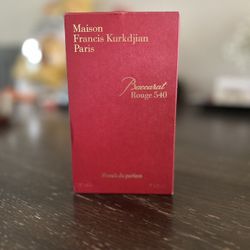 Maison
Francis Kurkdjian
Paris
Baccarat
Rouge 540
Extrait de parfum